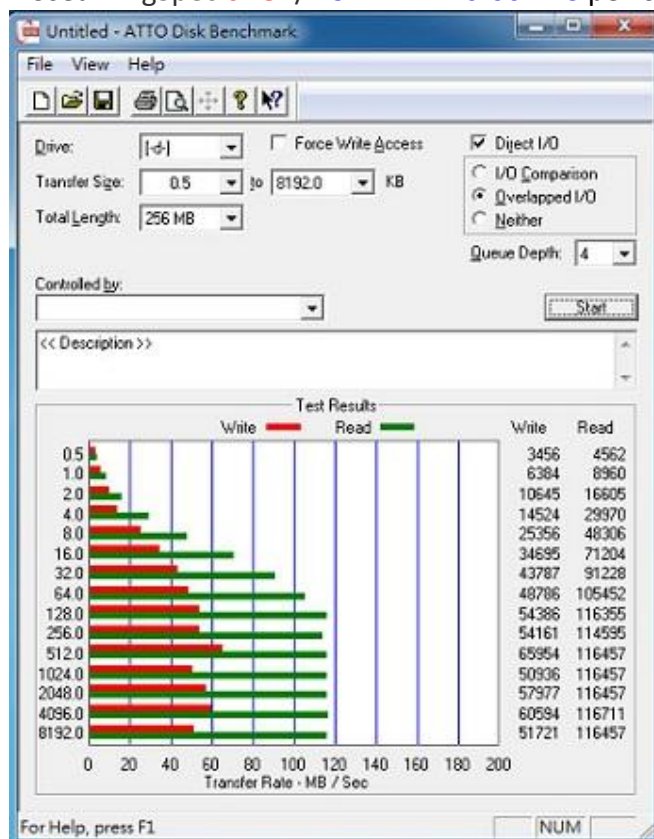 Untitled - ATTO Disk Benchmark
File View Help
Drive: [-d-] Force Write Access Direct I/O
Transfer Size: 0.5 to 8192.0 KB I/O Comparison
Overlapped I/O
Total Length: 256 MB Neither
Queue Depth: 4
Controlled by:
Start
<< Description >>
Test Results
Write Read Write Read
0.5 3456 4562
1.0 6384 8960
2.0 10645 16605
4.0 14524 29970
8.0 25356 48306
16.0 34695 71204
32.0 43787 91228
64.0 48786 105452
128.0 54386 116355
256.0 54161 114595
512.0 65954 116457
1024.0 50936 116457
2048.0 57977 116457
4096.0 60594 116711
8192.0 51721 116457
0 20 40 60 80 100 120 140 160 180 200
Transfer Rate - MB / Sec
For Help, press F1 NUM